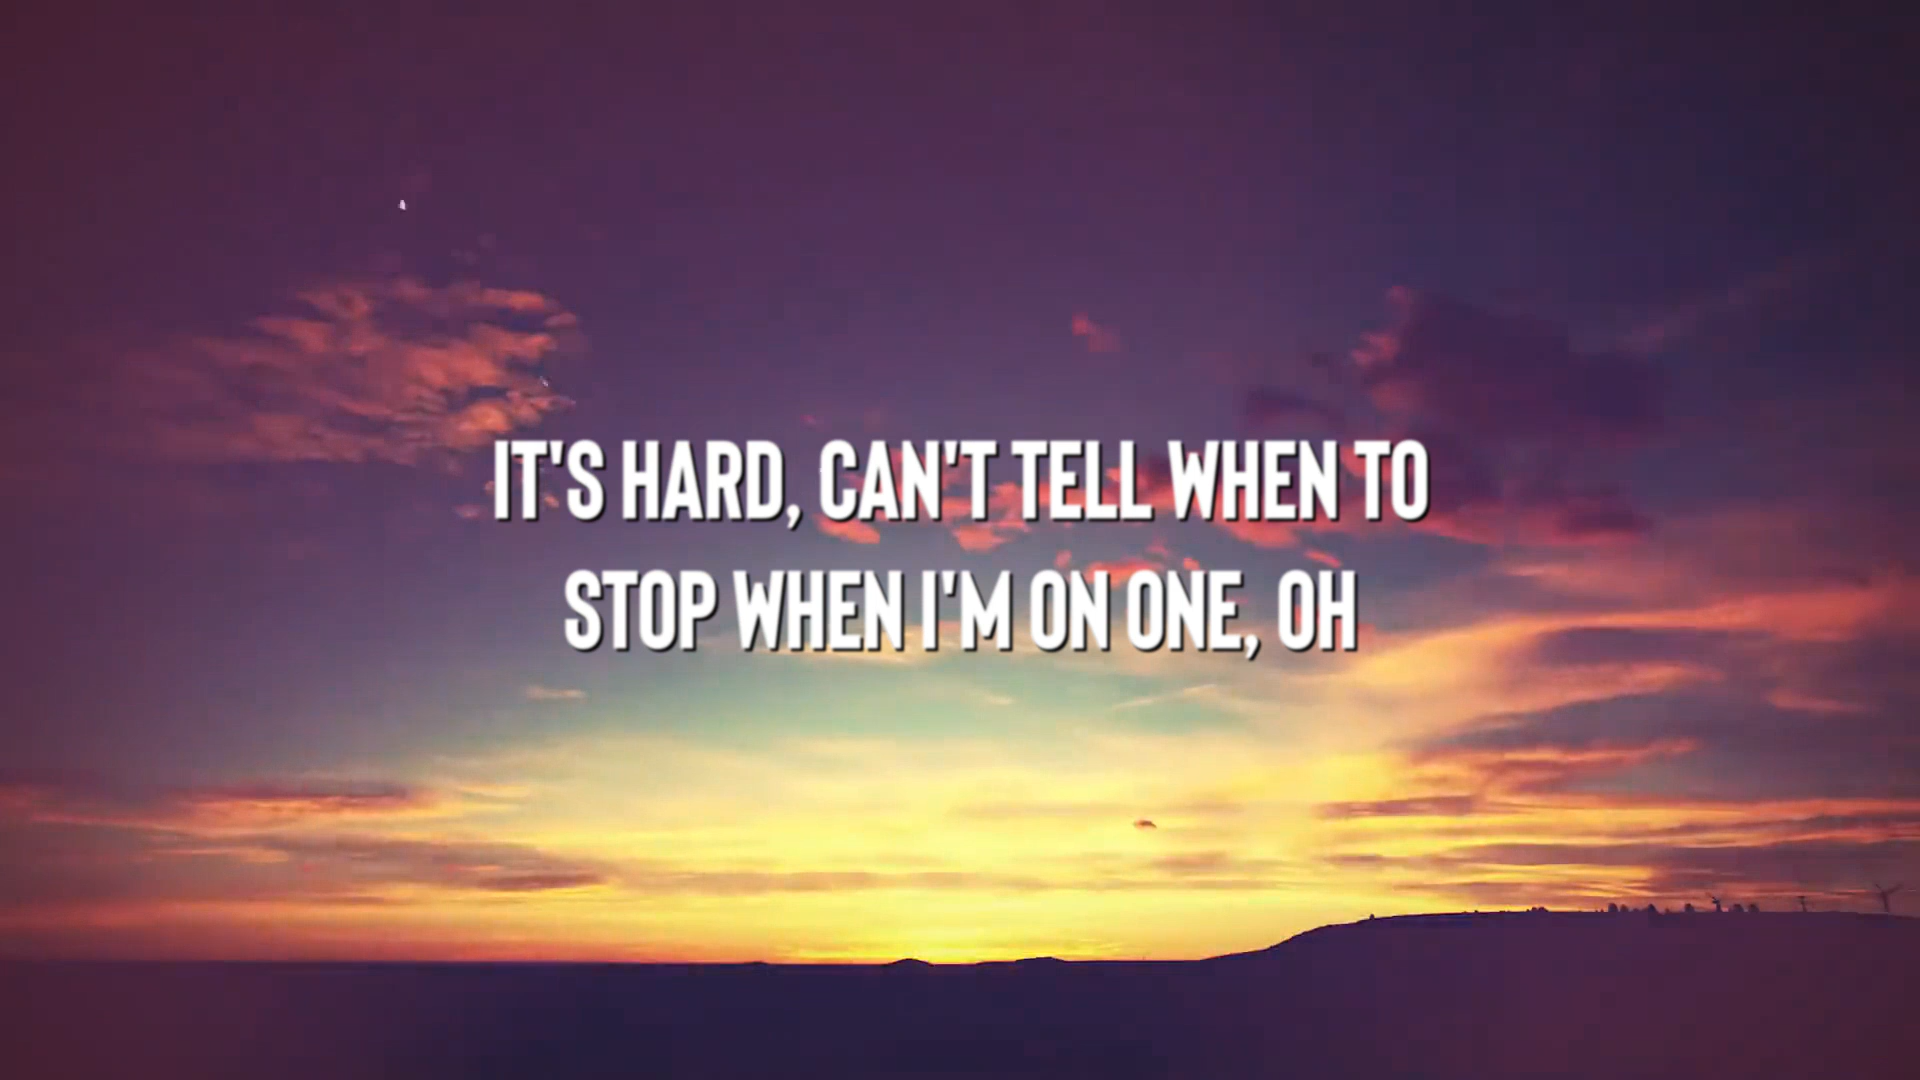 IT'S HARD, CAN'T TELL WHEN TO
STOP WHEN I'M ON ONE, OH